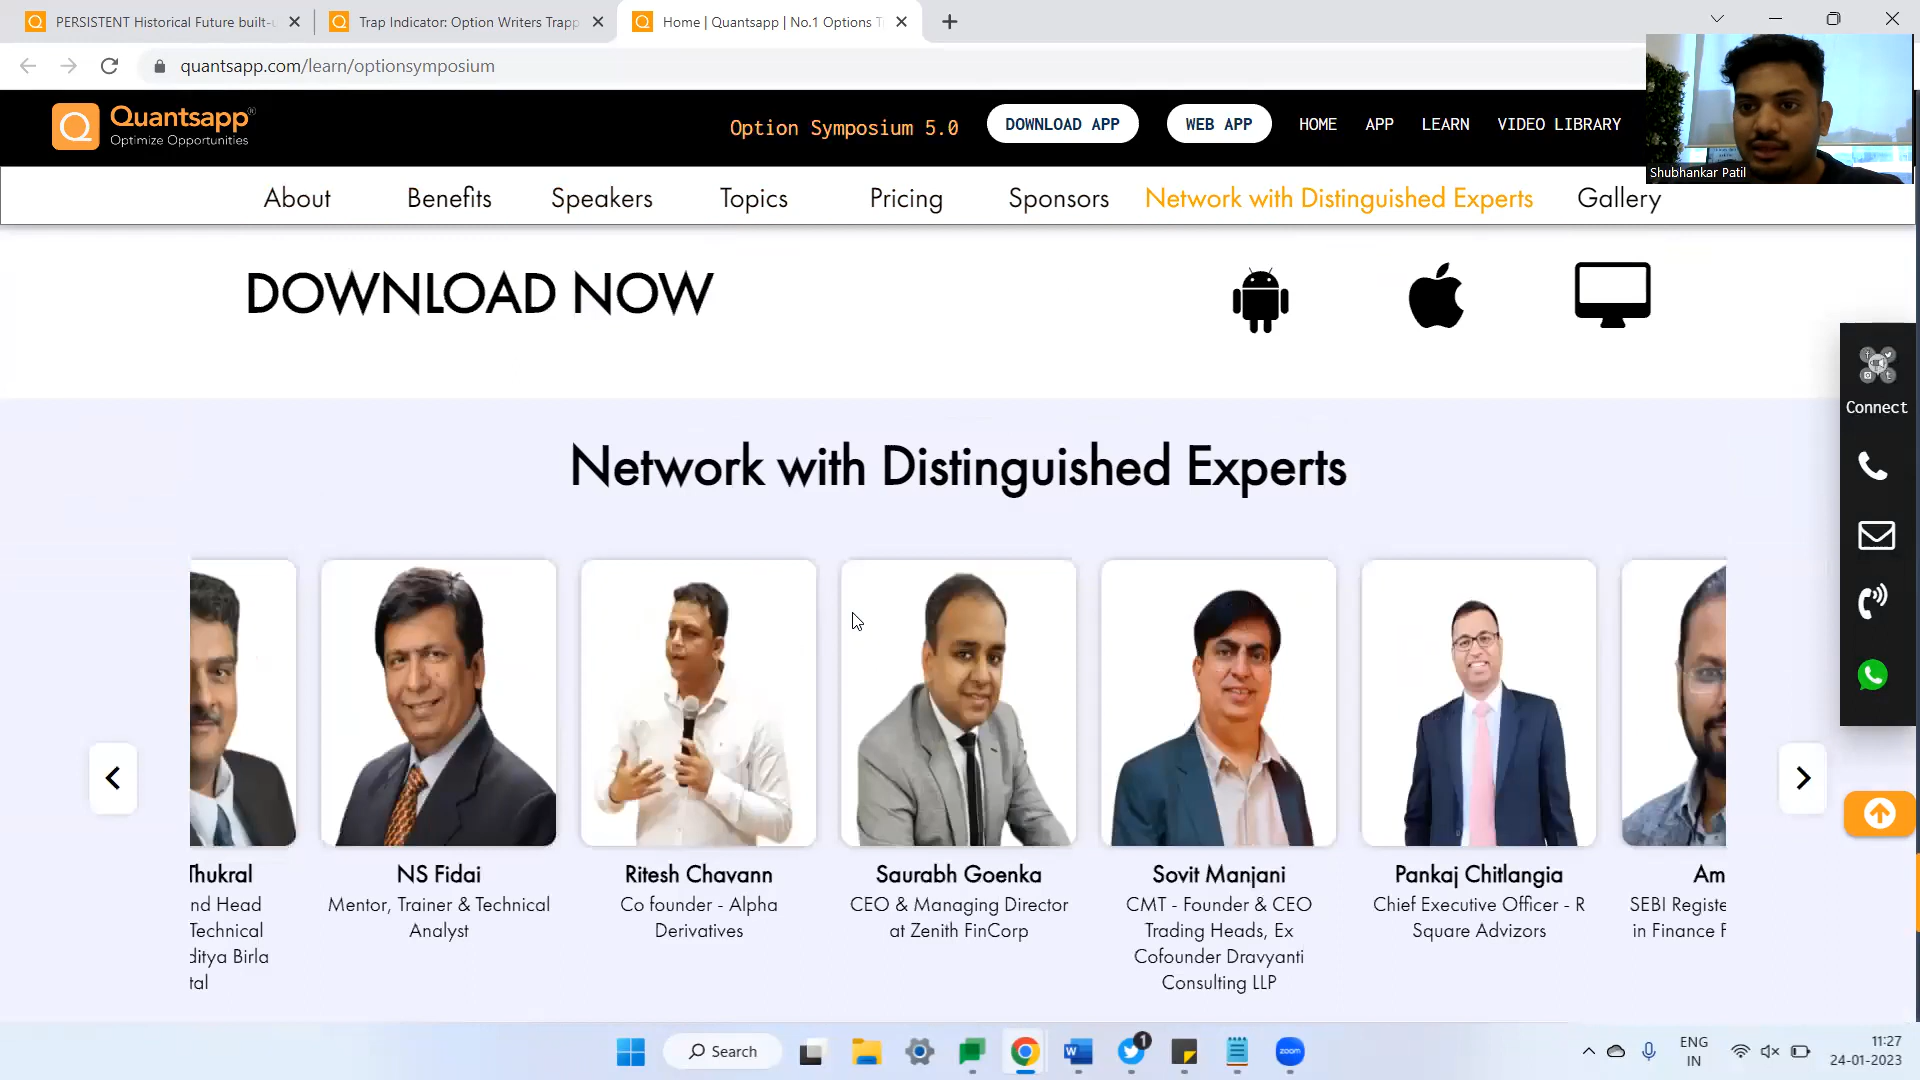 PERSISTENT Historical Future built-u
Trap Indicator: Option Writers Trapp
Home | Quantsapp | No.1 Options T
quantsapp.com/learn/optionsymposium
Quantsapp®
Optimize Opportunities
Option Symposium 5.0
DOWNLOAD APP
WEB APP
HOME
APP
LEARN
VIDEO LIBRARY
Shubhankar Patil
About
Benefits
Speakers
Topics
Pricing
Sponsors
Network with Distinguished Experts
Gallery
DOWNLOAD NOW
Connect
Network with Distinguished Experts
Thukral
nd Head
Technical
ditya Birla
tal
NS Fidai
Mentor, Trainer & Technical
Analyst
Ritesh Chavann
Co founder - Alpha
Derivatives
Saurabh Goenka
CEO & Managing Director
at Zenith FinCorp
Sovit Manjani
CMT - Founder & CEO
Trading Heads, Ex
Cofounder Dravyanti
Consulting LLP
Pankaj Chitlangia
Chief Executive Officer - R
Square Advizors
Am
SEBI Registe
in Finance F
Search
1
zoom
ENG
IN
11:27
24-01-2023